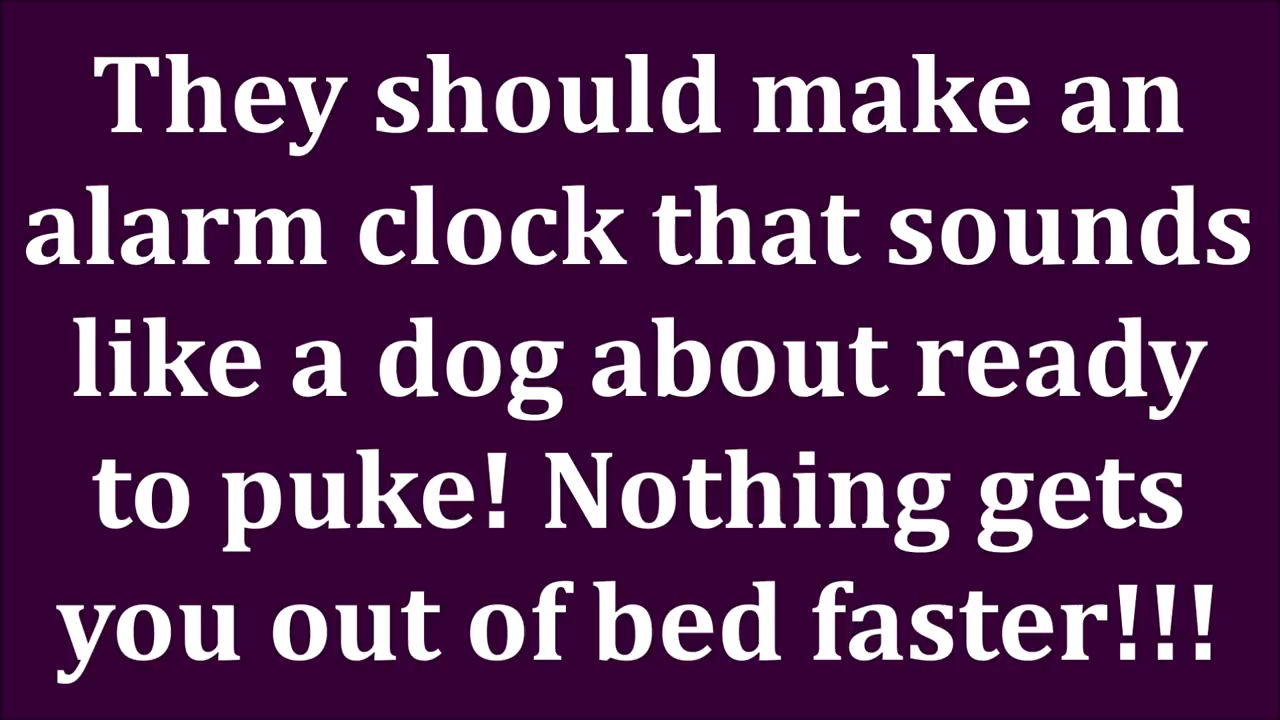 They should make an
alarm clock that sounds
like a dog about ready
to puke! Nothing gets
you out of bed faster!!!